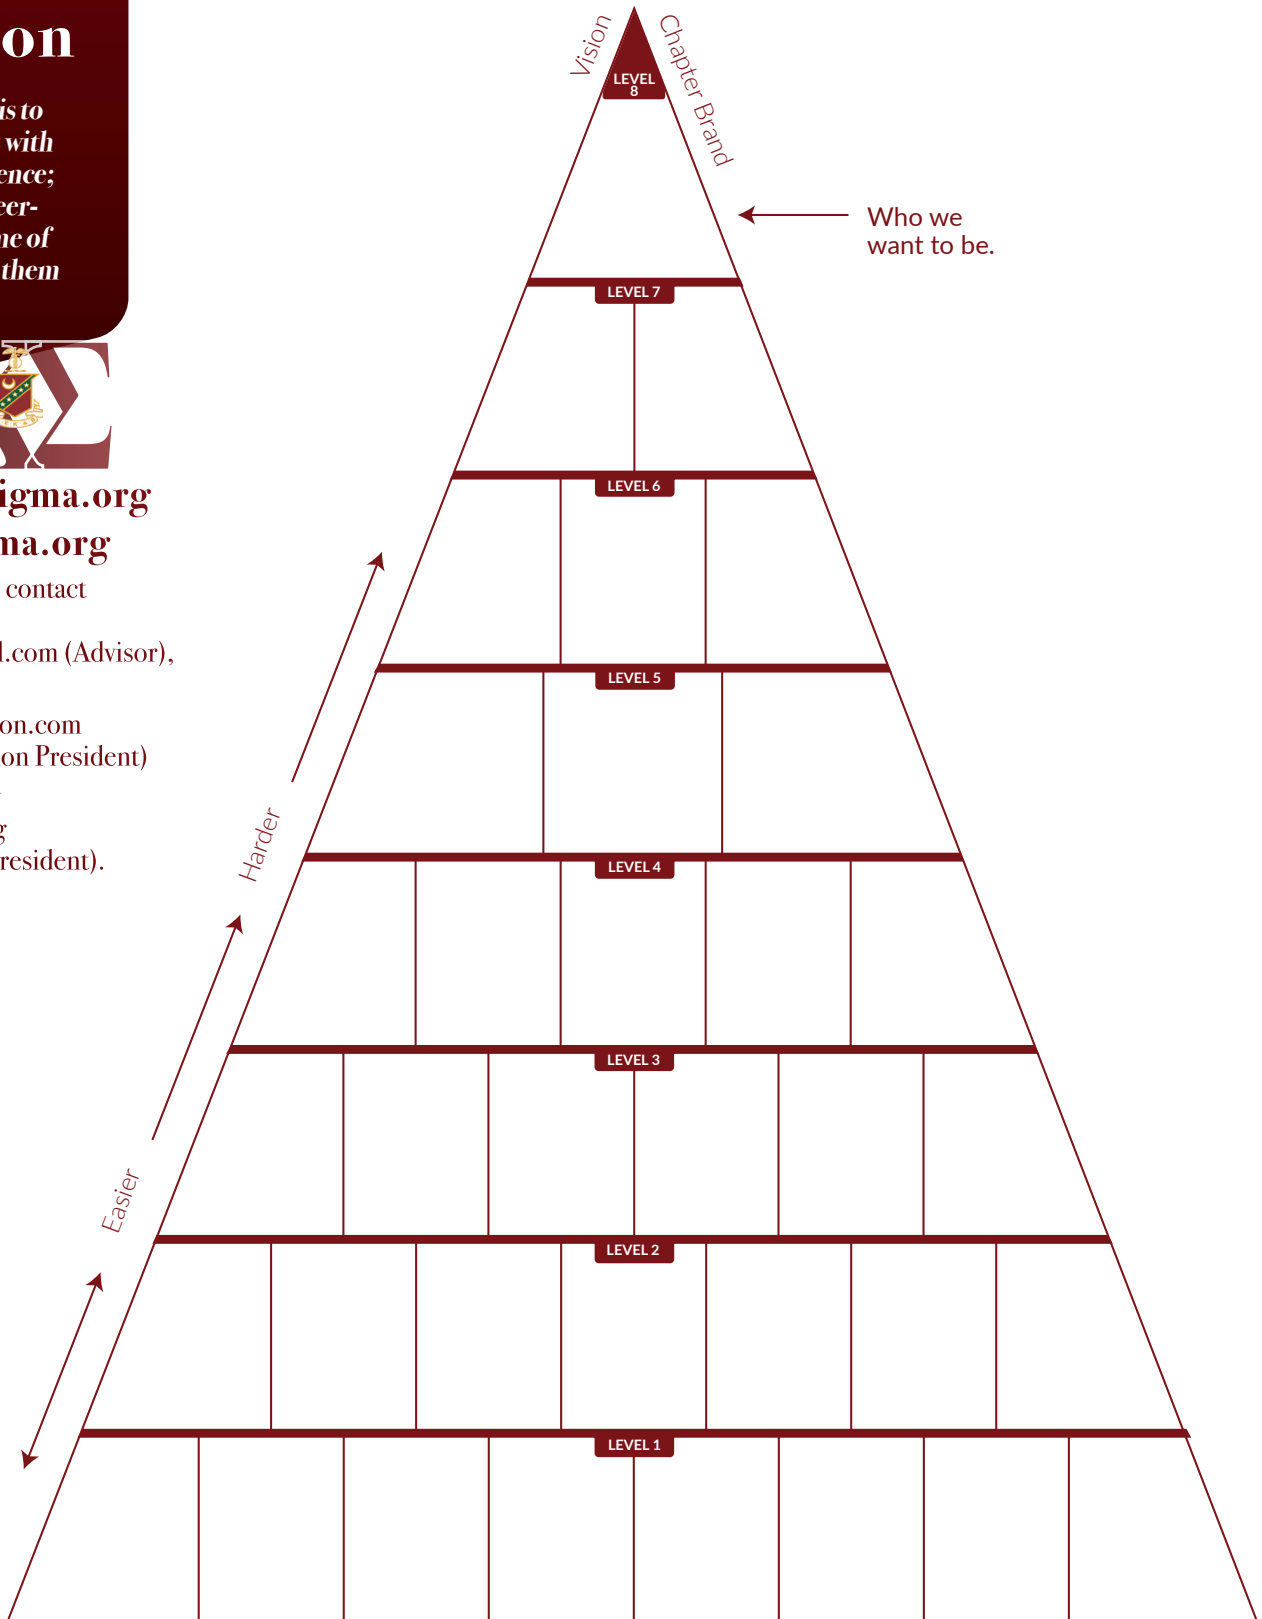 on
is to
with
ence;
eer-
ne of
them
ΚΣ
igma.org
ma.org
contact
l.com (Advisor),
on.com
on President)
g
resident).
Vision
Chapter Brand
LEVEL
8
Who we
want to be.
LEVEL 7
LEVEL 6
LEVEL 5
LEVEL 4
LEVEL 3
LEVEL 2
LEVEL 1
Harder
Easier